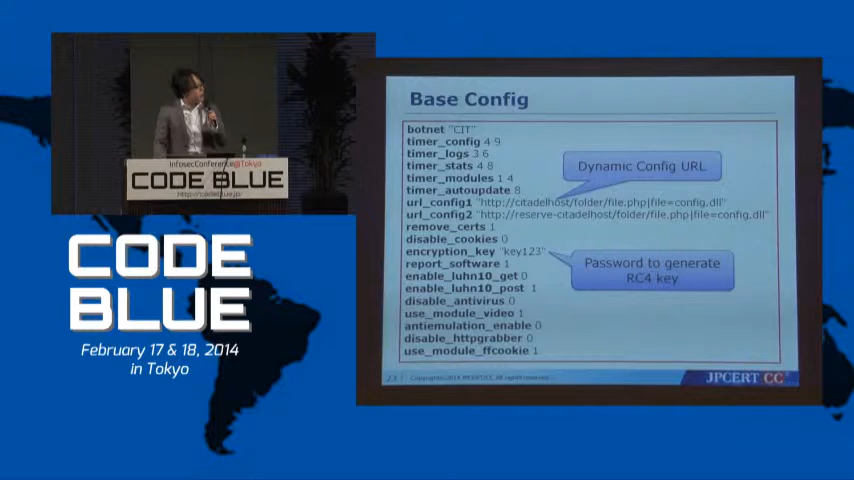 InfosecConference@Tokyo
CODE BLUE
http://codeblue.jp/
CODE
BLUE
February 17 & 18, 2014
in Tokyo
Base Config
botnet "CIT"
timer_config 4 9
timer_logs 3 6
timer_stats 4 8
timer_modules 1 4
timer_autoupdate 8
url_config1 "http://citadelhost/folder/file.php|file=config.dll"
url_config2 "http://reserve-citadelhost/folder/file.php|file=config.dll"
remove_certs 1
disable_cookies 0
encryption_key "key123"
report_software 1
enable_luhn10_get 0
enable_luhn10_post 1
disable_antivirus 0
use_module_video 1
antiemulation_enable 0
disable_httpgrabber 0
use_module_ffcookie 1
Dynamic Config URL
Password to generate
RC4 key
23
JPCERT CC